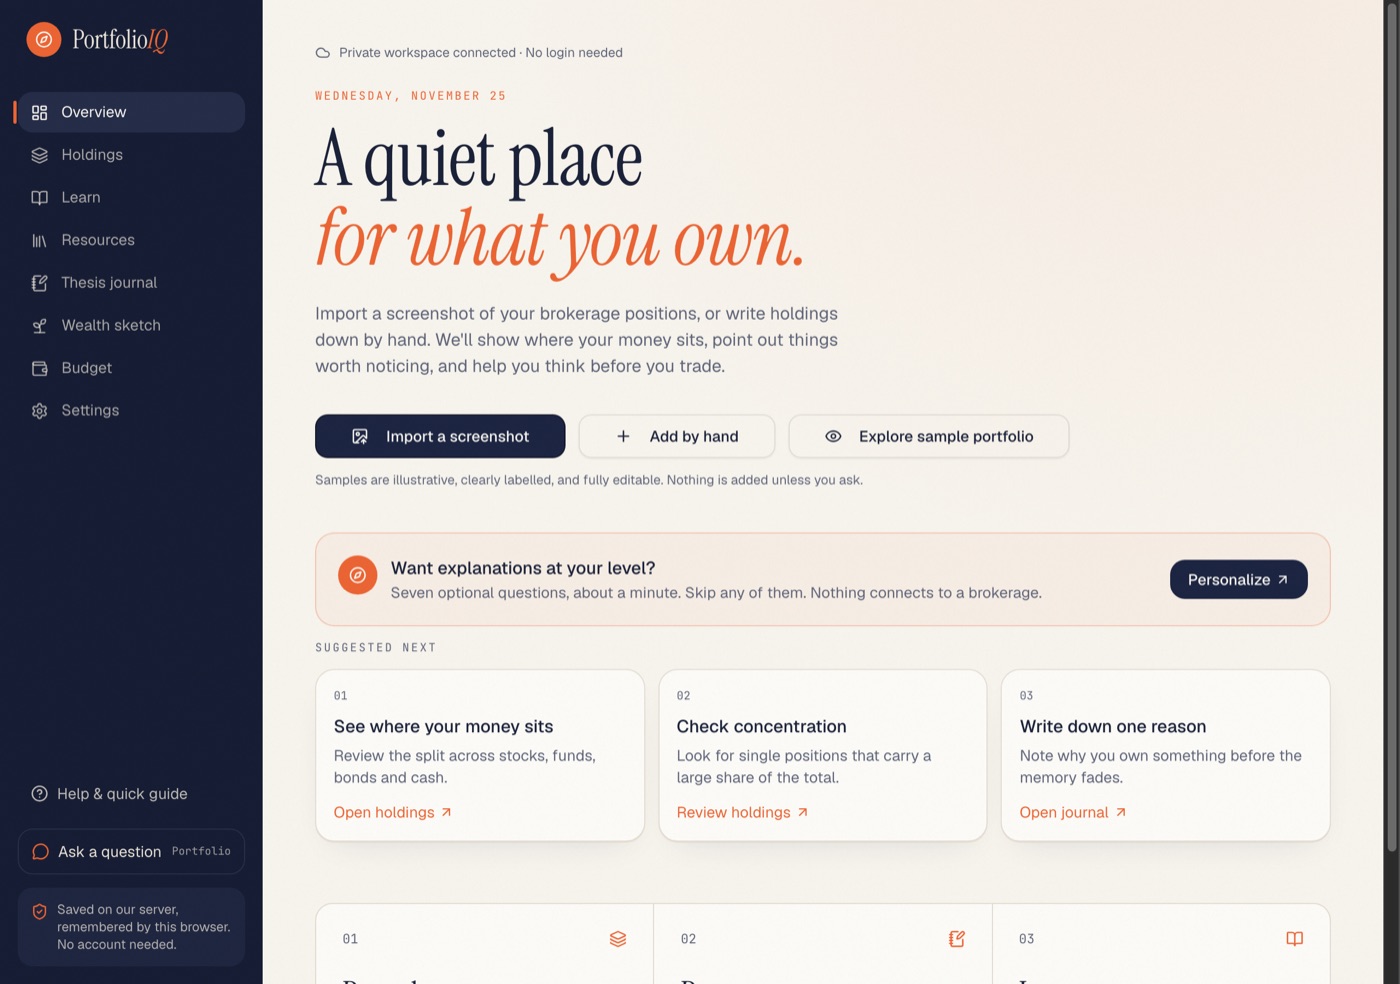 PortfolioIQ
Overview
Holdings
Learn
Resources
Thesis journal
Wealth sketch
Budget
Settings
Help & quick guide
Ask a question Portfolio
Saved on our server,
remembered by this browser.
No account needed.
Private workspace connected · No login needed
WEDNESDAY, NOVEMBER 25
A quiet place
for what you own.
Import a screenshot of your brokerage positions, or write holdings
down by hand. We'll show where your money sits, point out things
worth noticing, and help you think before you trade.
Import a screenshot
Add by hand
Explore sample portfolio
Samples are illustrative, clearly labelled, and fully editable. Nothing is added unless you ask.
Want explanations at your level?
Seven optional questions, about a minute. Skip any of them. Nothing connects to a brokerage.
Personalize
SUGGESTED NEXT
01
See where your money sits
Review the split across stocks, funds,
bonds and cash.
Open holdings
02
Check concentration
Look for single positions that carry a
large share of the total.
Review holdings
03
Write down one reason
Note why you own something before the
memory fades.
Open journal
01
02
03